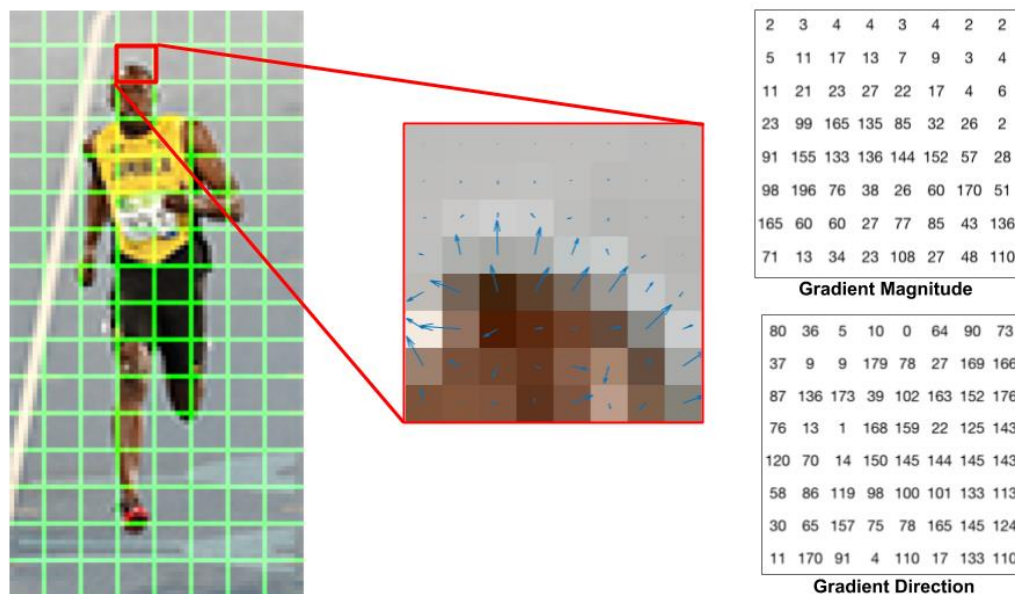 2 3 4 4 3 4 2 2
5 11 17 13 7 9 3 4
11 21 23 27 22 17 4 6
23 99 165 135 85 32 26 2
91 155 133 136 144 152 57 28
98 196 76 38 26 60 170 51
165 60 60 27 77 85 43 136
71 13 34 23 108 27 48 110
Gradient Magnitude
80 36 5 10 0 64 90 73
37 9 9 179 78 27 169 166
87 136 173 39 102 163 152 176
76 13 1 168 159 22 125 143
120 70 14 150 145 144 145 143
58 86 119 98 100 101 133 113
30 65 157 75 78 165 145 124
11 170 91 4 110 17 133 110
Gradient Direction